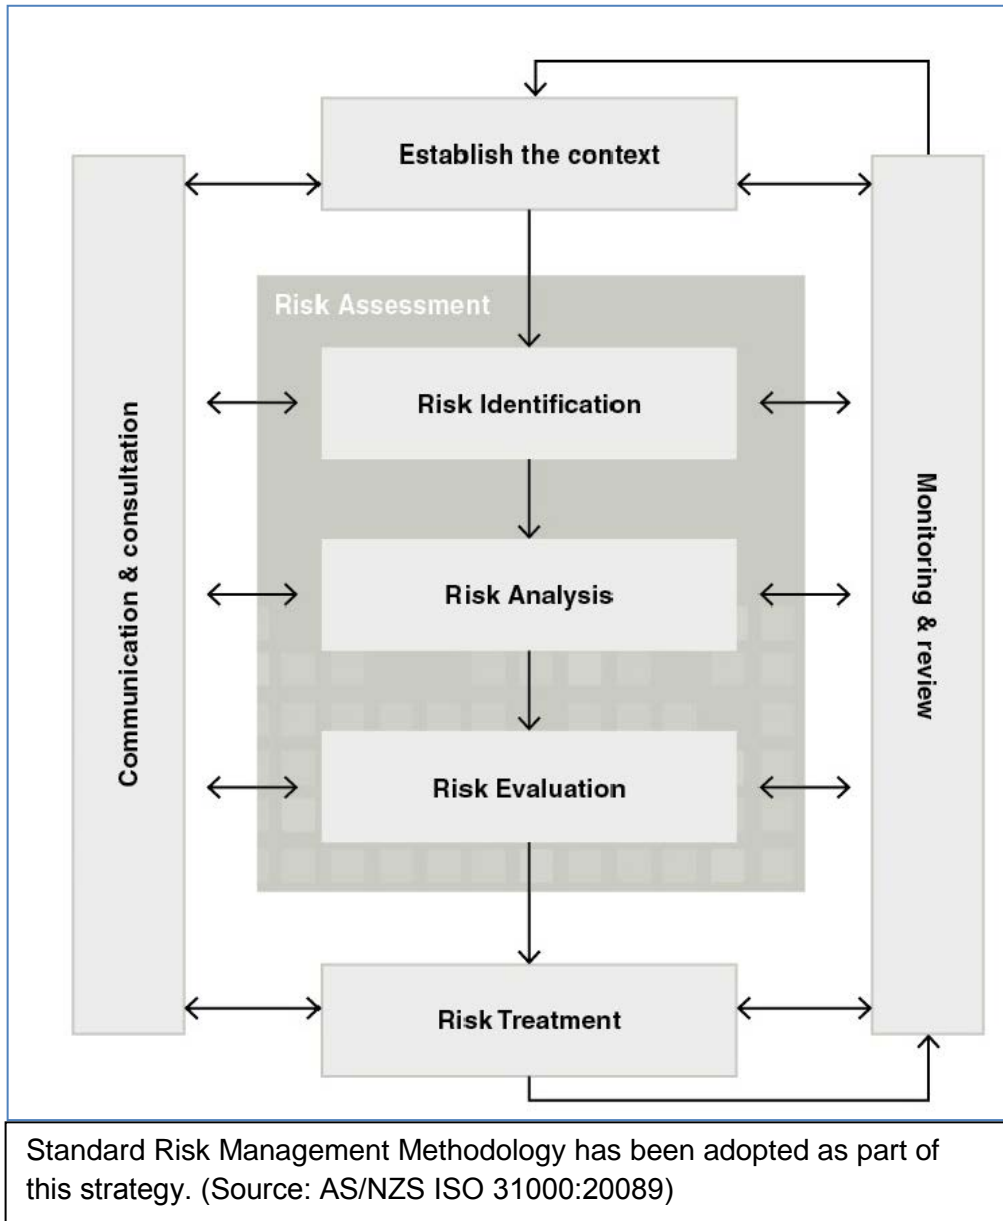 Establish the context
Risk Assessment
Risk Identification
Risk Analysis
Risk Evaluation
Risk Treatment
Communication & consultation
Monitoring & review
Standard Risk Management Methodology has been adopted as part of
this strategy. (Source: AS/NZS ISO 31000:20089)